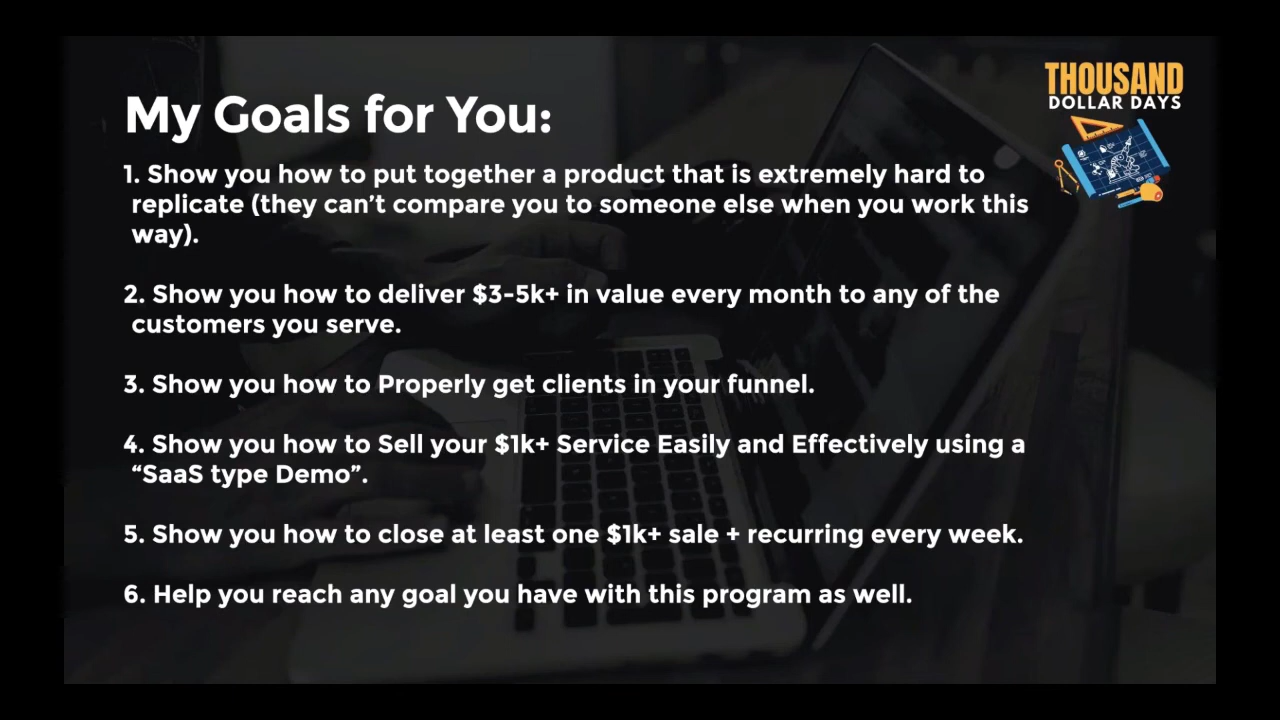 THOUSAND
DOLLAR DAYS
My Goals for You:
1. Show you how to put together a product that is extremely hard to
replicate (they can't compare you to someone else when you work this
way).
2. Show you how to deliver $3-5k+ in value every month to any of the
customers you serve.
3. Show you how to Properly get clients in your funnel.
4. Show you how to Sell your $1k+ Service Easily and Effectively using a
“SaaS type Demo”.
5. Show you how to close at least one $1k+ sale + recurring every week.
6. Help you reach any goal you have with this program as well.